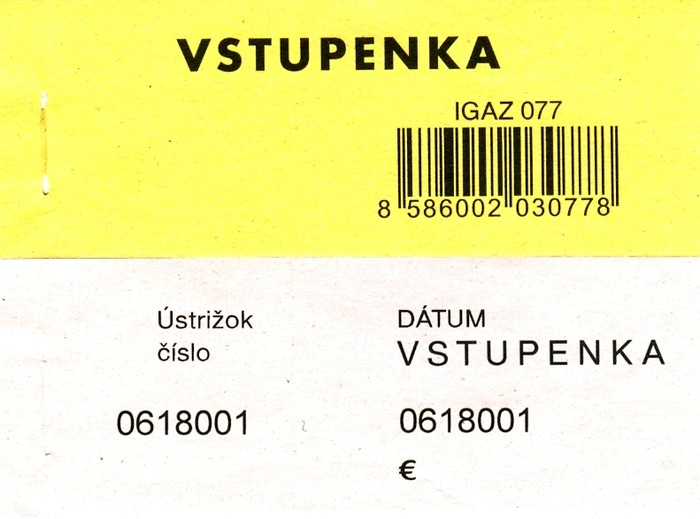 VSTUPENKA
IGAZ 077
8 586002 030778
Ústrižok
číslo
0618001
DÁTUM
VSTUPENKA
0618001
€